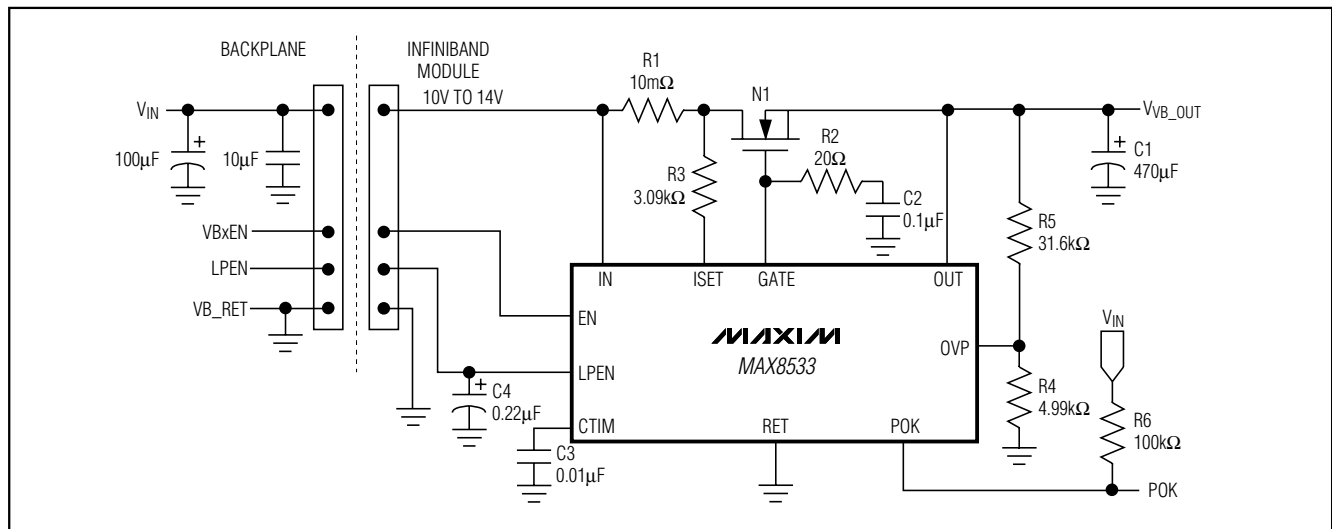 BACKPLANE
INFINIBAND
MODULE
10V TO 14V
VIN
100µF
+
10µF
VBxEN
LPEN
VB_RET
R1
10mΩ
N1
R3
3.09kΩ
R2
20Ω
C2
0.1µF
VVB_OUT
+
C1
470µF
R5
31.6kΩ
IN
ISET
GATE
OUT
EN
LPEN
CTIM
MAXIM
MAX8533
RET
POK
OVP
+
C4
0.22µF
C3
0.01µF
R4
4.99kΩ
VIN
R6
100kΩ
POK